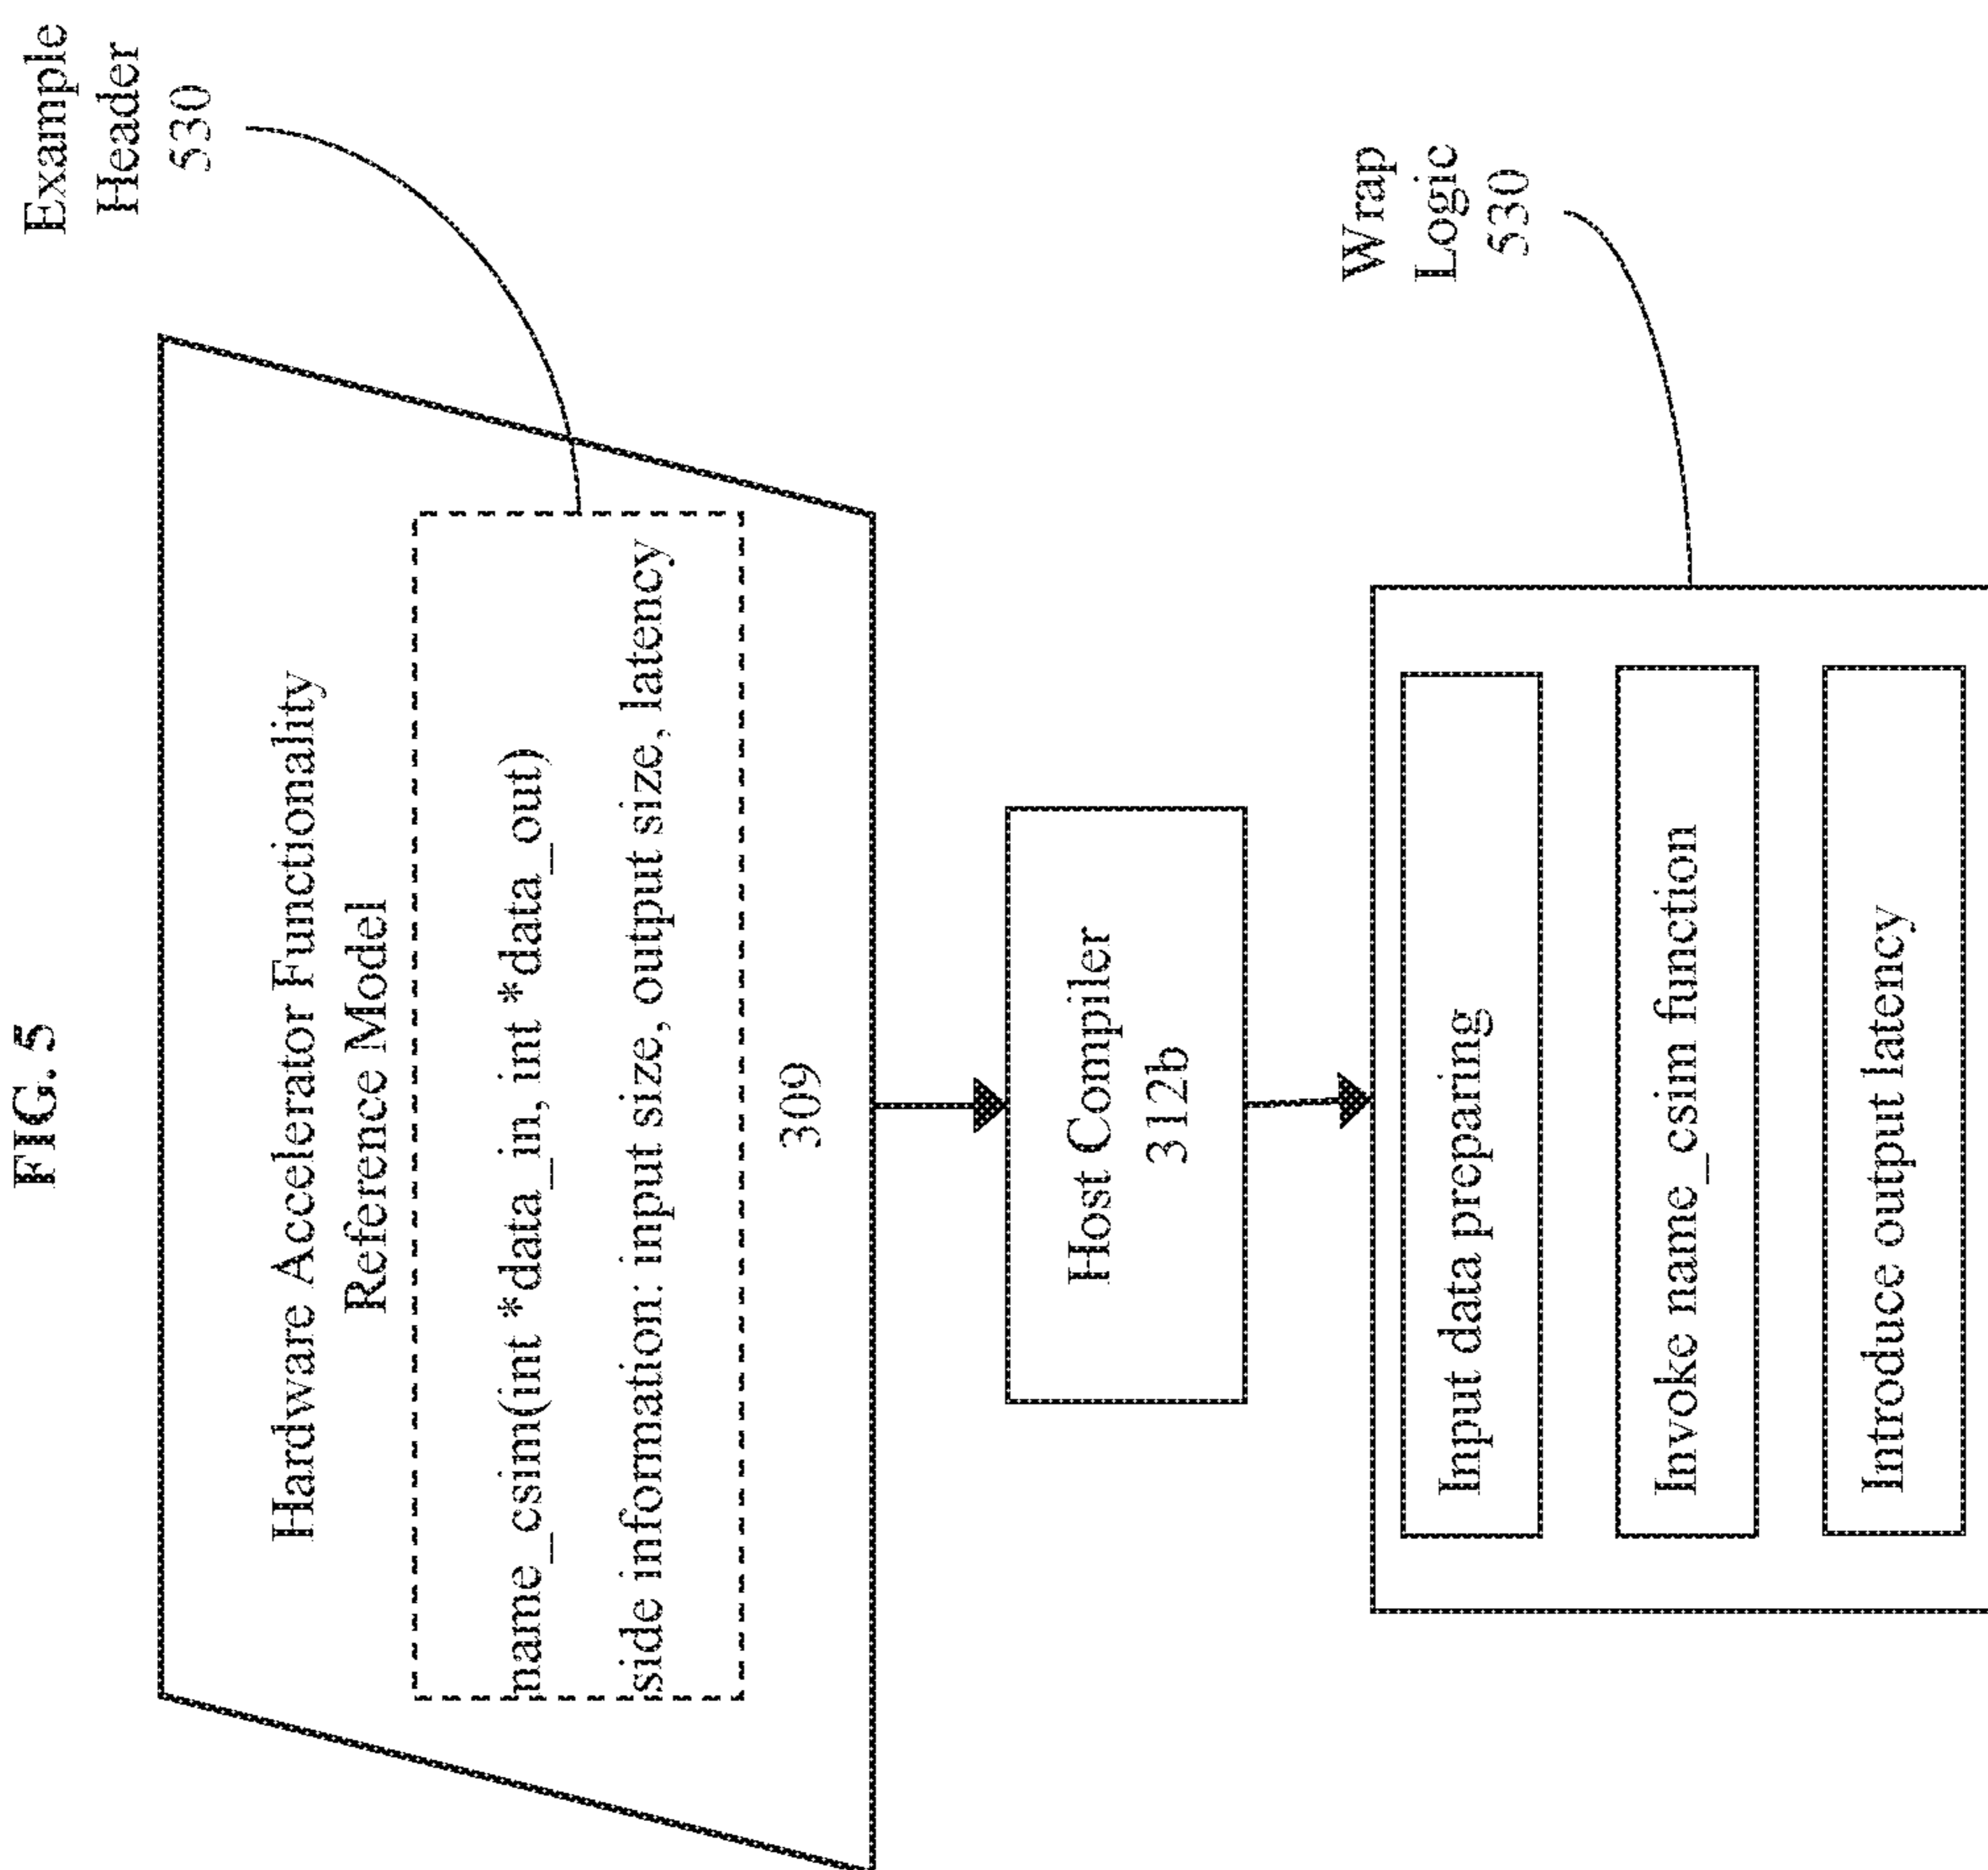 FIG. 5
Example
Header
530
Hardware Accelerator Functionality
Reference Model
name_csim(int *data_in, int *data_out)
side information: input size, output size, latency
309
Host Compiler
312b
Wrap
Logic
530
Input data preparing
Invoke name_csim function
Introduce output latency